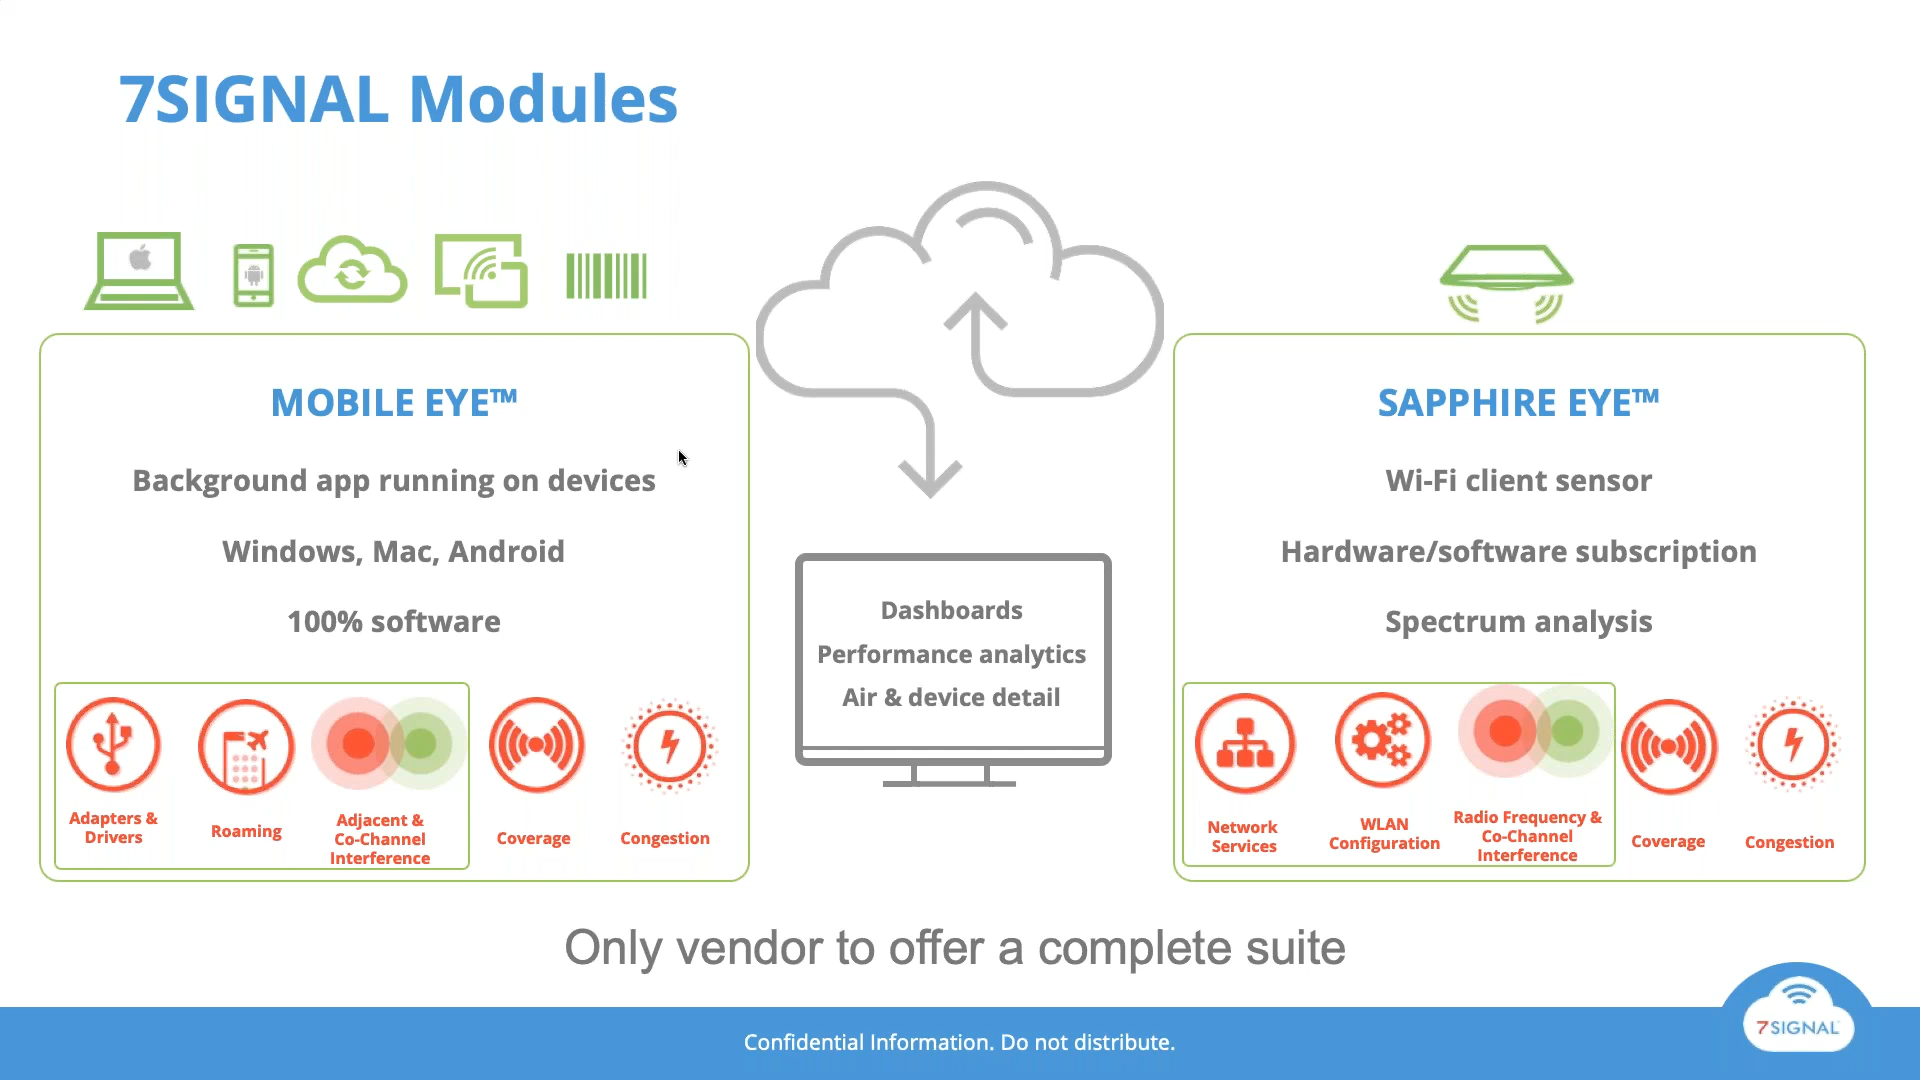 7SIGNAL Modules
MOBILE EYE™
Background app running on devices
Windows, Mac, Android
100% software
Adapters &
Drivers
Roaming
Adjacent &
Co-Channel
Interference
Coverage
Congestion
Dashboards
Performance analytics
Air & device detail
SAPPHIRE EYE™
Wi-Fi client sensor
Hardware/software subscription
Spectrum analysis
Network
Services
WLAN
Configuration
Radio Frequency &
Co-Channel
Interference
Coverage
Congestion
Only vendor to offer a complete suite
Confidential Information. Do not distribute.
7SIGNAL